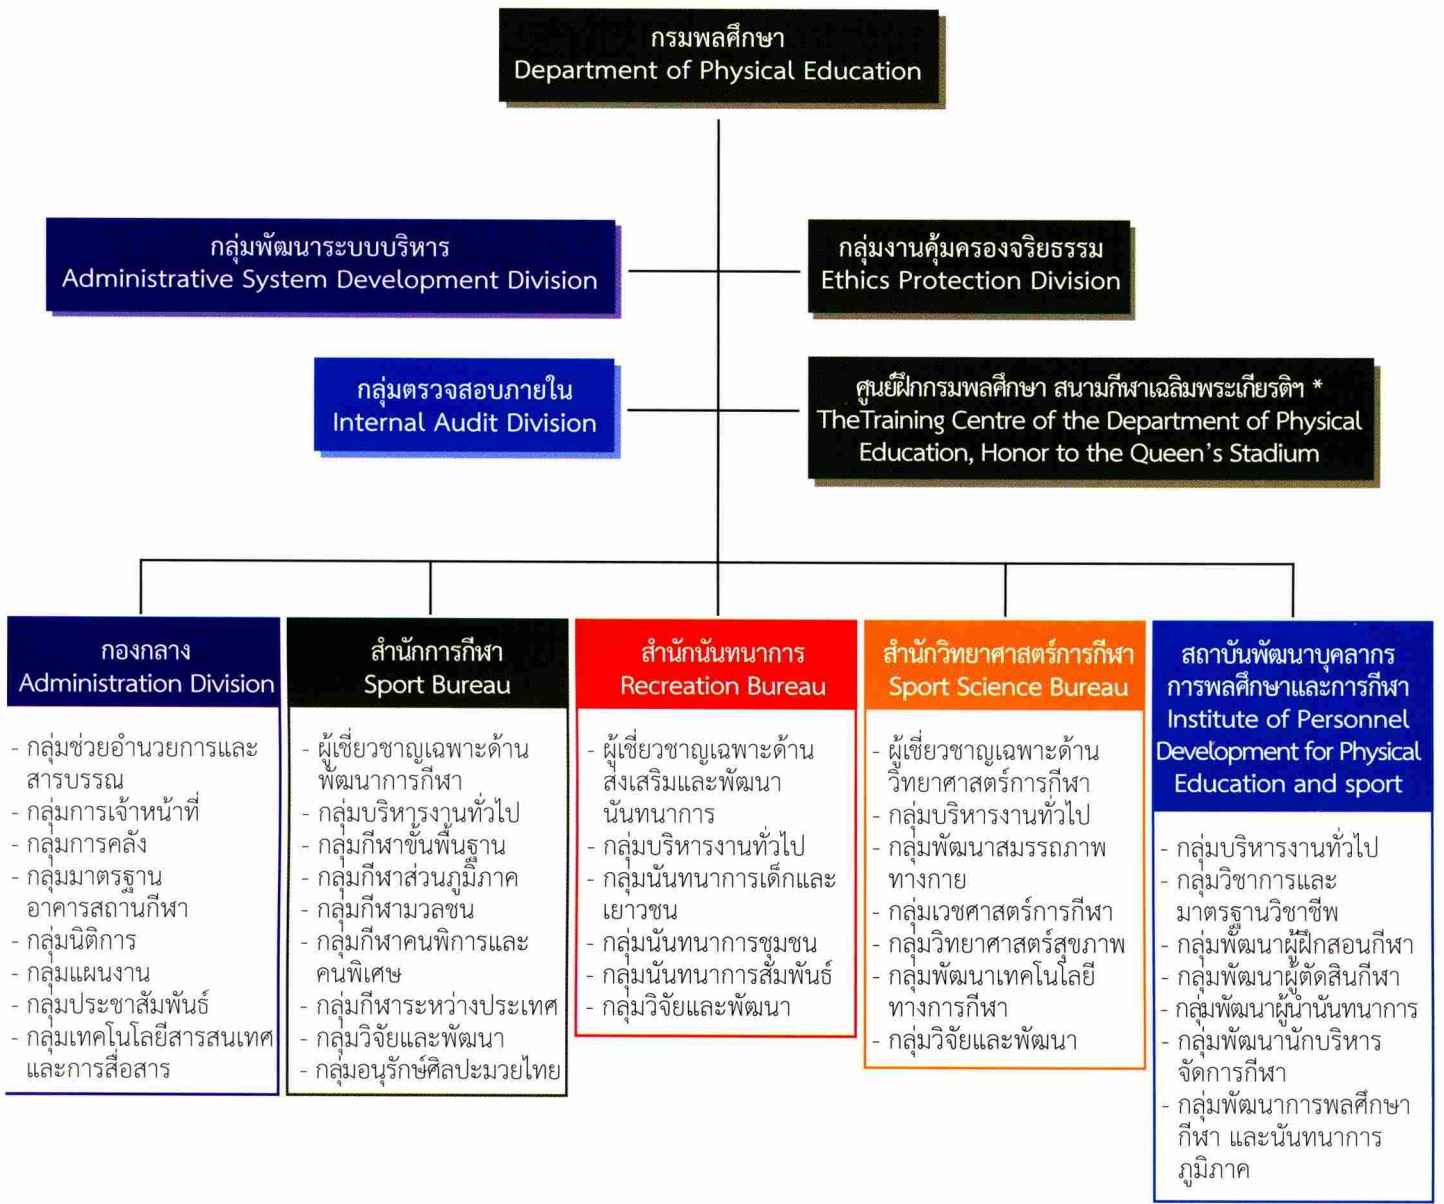 กรมพลศึกษา
Department of Physical Education
กลุ่มพัฒนาระบบบริหาร
Administrative System Development Division
กลุ่มงานคุ้มครองจริยธรรม
Ethics Protection Division
กลุ่มตรวจสอบภายใน
Internal Audit Division
ศูนย์ฝึกกรมพลศึกษา สนามกีฬาเฉลิมพระเกียรติฯ *
TheTraining Centre of the Department of Physical
Education, Honor to the Queen's Stadium
กองกลาง
Administration Division
- กลุ่มช่วยอำนวยการและ
สารบรรณ
- กลุ่มการเจ้าหน้าที่
- กลุ่มการคลัง
- กลุ่มมาตรฐาน
อาคารสถานกีฬา
- กลุ่มนิติการ
- กลุ่มแผนงาน
- กลุ่มประชาสัมพันธ์
- กลุ่มเทคโนโลยีสารสนเทศ
และการสื่อสาร
สำนักการกีฬา
Sport Bureau
- ผู้เชี่ยวชาญเฉพาะด้าน
พัฒนาการกีฬา
- กลุ่มบริหารงานทั่วไป
- กลุ่มกีฬาขั้นพื้นฐาน
- กลุ่มกีฬาส่วนภูมิภาค
- กลุ่มกีฬามวลชน
- กลุ่มกีฬาคนพิการและ
คนพิเศษ
- กลุ่มกีฬาระหว่างประเทศ
- กลุ่มวิจัยและพัฒนา
- กลุ่มอนุรักษ์ศิลปะมวยไทย
สำนักนันทนาการ
Recreation Bureau
- ผู้เชี่ยวชาญเฉพาะด้าน
ส่งเสริมและพัฒนา
นันทนาการ
- กลุ่มบริหารงานทั่วไป
- กลุ่มนันทนาการเด็กและ
เยาวชน
- กลุ่มนันทนาการชุมชน
- กลุ่มนันทนาการสัมพันธ์
- กลุ่มวิจัยและพัฒนา
สำนักวิทยาศาสตร์การกีฬา
Sport Science Bureau
- ผู้เชี่ยวชาญเฉพาะด้าน
วิทยาศาสตร์การกีฬา
- กลุ่มบริหารงานทั่วไป
- กลุ่มพัฒนาสมรรถภาพ
ทางกาย
- กลุ่มเวชศาสตร์การกีฬา
- กลุ่มวิทยาศาสตร์สุขภาพ
- กลุ่มพัฒนาเทคโนโลยี
ทางการกีฬา
- กลุ่มวิจัยและพัฒนา
สถาบันพัฒนาบุคลากร
การพลศึกษาและการกีฬา
Institute of Personnel
Development for Physical
Education and sport
- กลุ่มบริหารงานทั่วไป
- กลุ่มวิชาการและ
มาตรฐานวิชาชีพ
- กลุ่มพัฒนาผู้ฝึกสอนกีฬา
- กลุ่มพัฒนาผู้ตัดสินกีฬา
- กลุ่มพัฒนาผู้นำนันทนาการ
- กลุ่มพัฒนานักบริหาร
จัดการกีฬา
- กลุ่มพัฒนาการพลศึกษา
กีฬา และนันทนาการ
ภูมิภาค